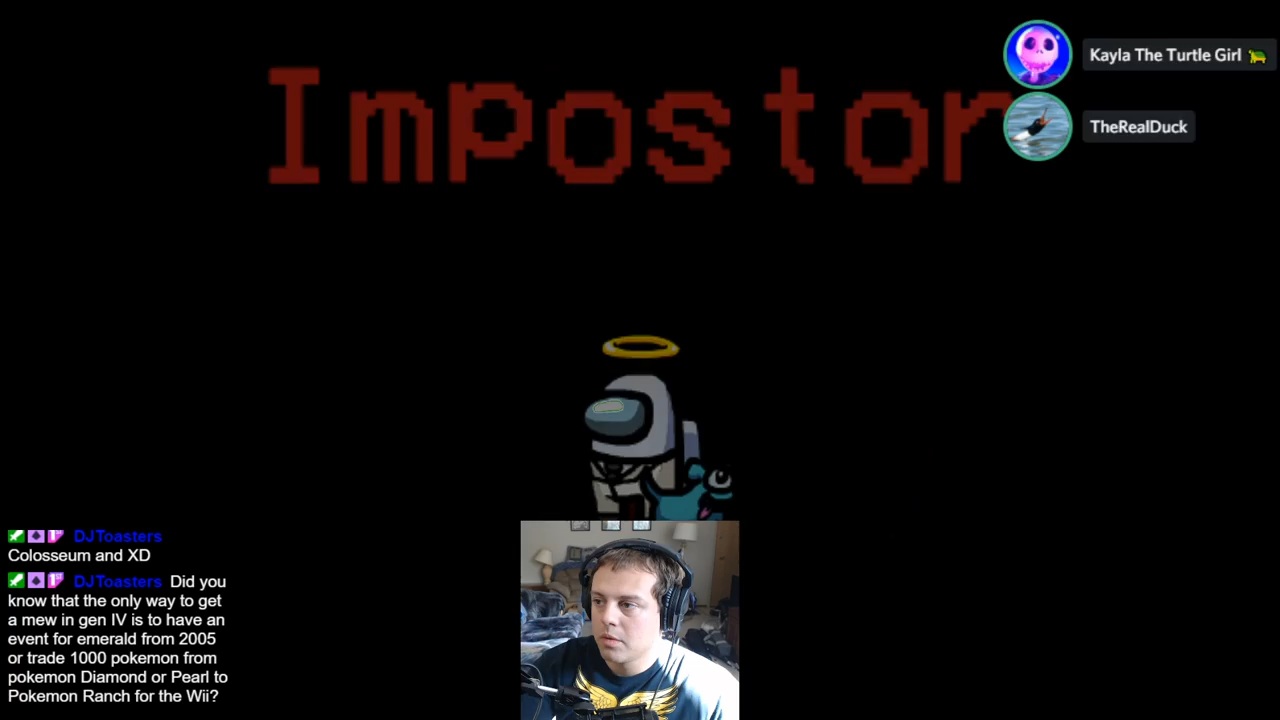 Impostor
Kayla The Turtle Girl 🐢
TheRealDuck
DJToasters
Colosseum and XD
DJToasters Did you
know that the only way to get
a mew in gen IV is to have an
event for emerald from 2005
or trade 1000 pokemon from
pokemon Diamond or Pearl to
Pokemon Ranch for the Wii?